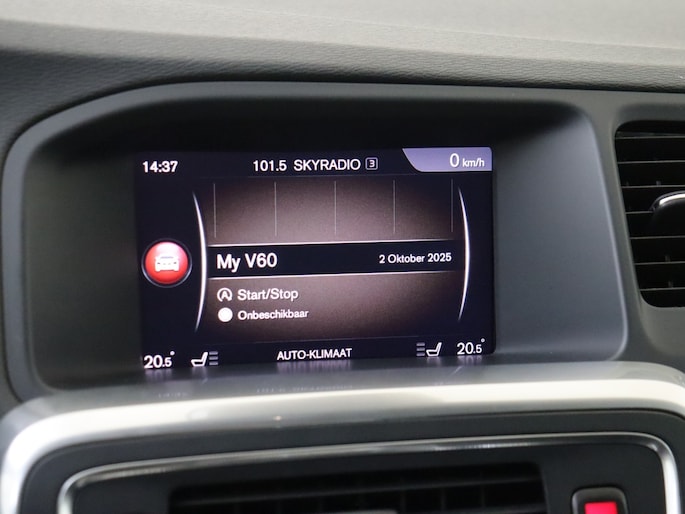 14:37 101.5 SKYRADIO 3 0 km/h
My V60 2 Oktober 2025
Start/Stop
Onbeschikbaar
20.5° AUTO-KLIMAAT 20.5°